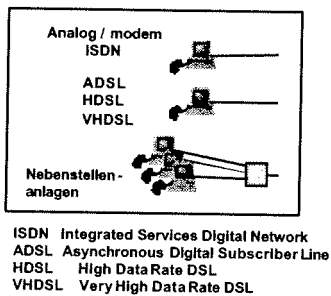 Analog / modem
ISDN
ADSL
HDSL
VHDSL
Nebenstellen-
anlagen
ISDN Integrated Services Digital Network
ADSL Asynchronous Digital Subscriber Line
HDSL High Data Rate DSL
VHDSL Very High Data Rate DSL